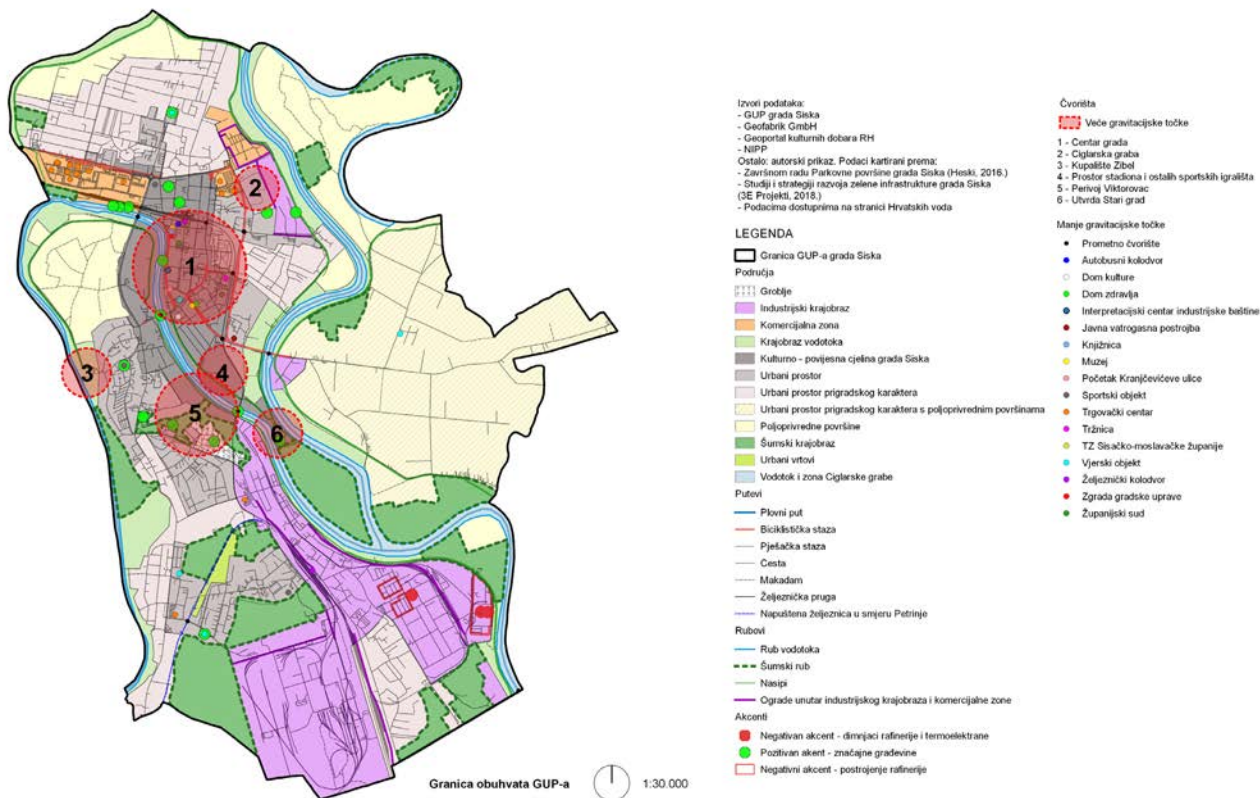 1
2
3
4
5
6
Granica obuhvata GUP-a
1:30.000
Izvori podataka:
- GUP grada Siska
- Geofabrik GmbH
- Geoportal kulturnih dobara RH
- NIPP
Ostalo: autorski prikaz. Podaci kartirani prema:
- Završnom radu Parkovne površine grada Siska (Heski, 2016.)
- Studiji i strategiji razvoja zelene infrastrukture grada Siska
(3E Projekti, 2018.)
- Podacima dostupnima na stranici Hrvatskih voda
LEGENDA
Granica GUP-a grada Siska
Područja
Groblje
Industrijski krajobraz
Komercijalna zona
Krajobraz vodotoka
Kulturno - povijesna cjelina grada Siska
Urbani prostor
Urbani prostor prigradskog karaktera
Urbani prostor prigradskog karaktera s poljoprivrednim površinama
Poljoprivredne površine
Šumski krajobraz
Urbani vrtovi
Vodotok i zona Ciglarske grabe
Putevi
Plovni put
Biciklistička staza
Pješačka staza
Cesta
Makadam
Željeznička pruga
Napuštena željeznica u smjeru Petrinje
Rubovi
Rub vodotoka
Šumski rub
Nasipi
Ograde unutar industrijskog krajobraza i komercijalne zone
Akcenti
Negativan akcent - dimnjaci rafinerije i termoelektrane
Pozitivan akent - značajne građevine
Negativni akcent - postrojenje rafinerije
Čvorišta
Veće gravitacijske točke
1 - Centar grada
2 - Ciglarska graba
3 - Kupalište Zibel
4 - Prostor stadiona i ostalih sportskih igrališta
5 - Perivoj Viktorovac
6 - Utvrda Stari grad
Manje gravitacijske točke
Prometno čvorište
Autobusni kolodvor
Dom kulture
Dom zdravlja
Interpretacijski centar industrijske baštine
Javna vatrogasna postrojba
Knjižnica
Muzej
Početak Kranjčevićeve ulice
Sportski objekt
Trgovački centar
Tržnica
TZ Sisačko-moslavačke županije
Vjerski objekt
Željeznički kolodvor
Zgrada gradske uprave
Županijski sud